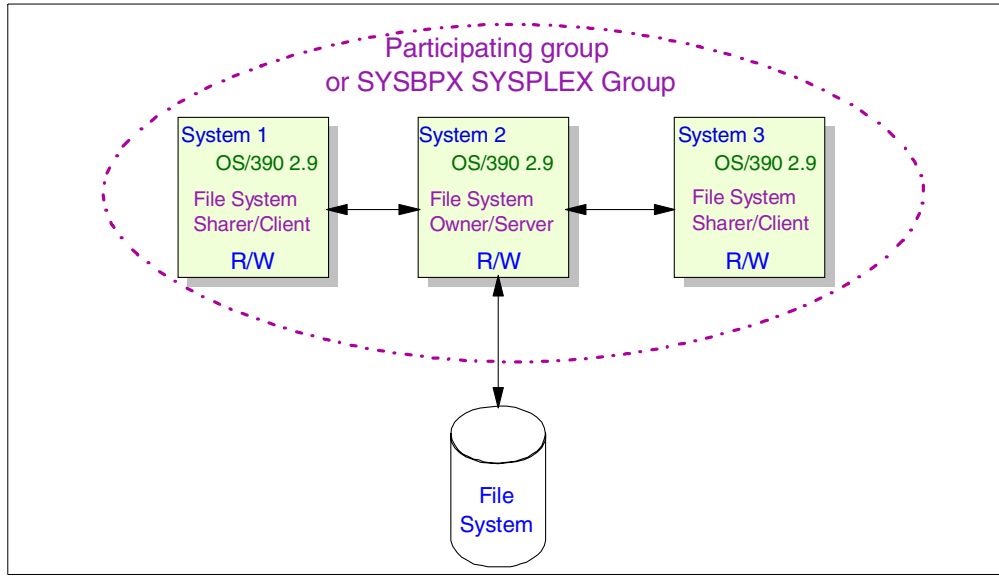 Participating group
or SYSBPX SYSPLEX Group
System 1
OS/390 2.9
File System
Sharer/Client
R/W
System 2
OS/390 2.9
File System
Owner/Server
R/W
System 3
OS/390 2.9
File System
Sharer/Client
R/W
File
System